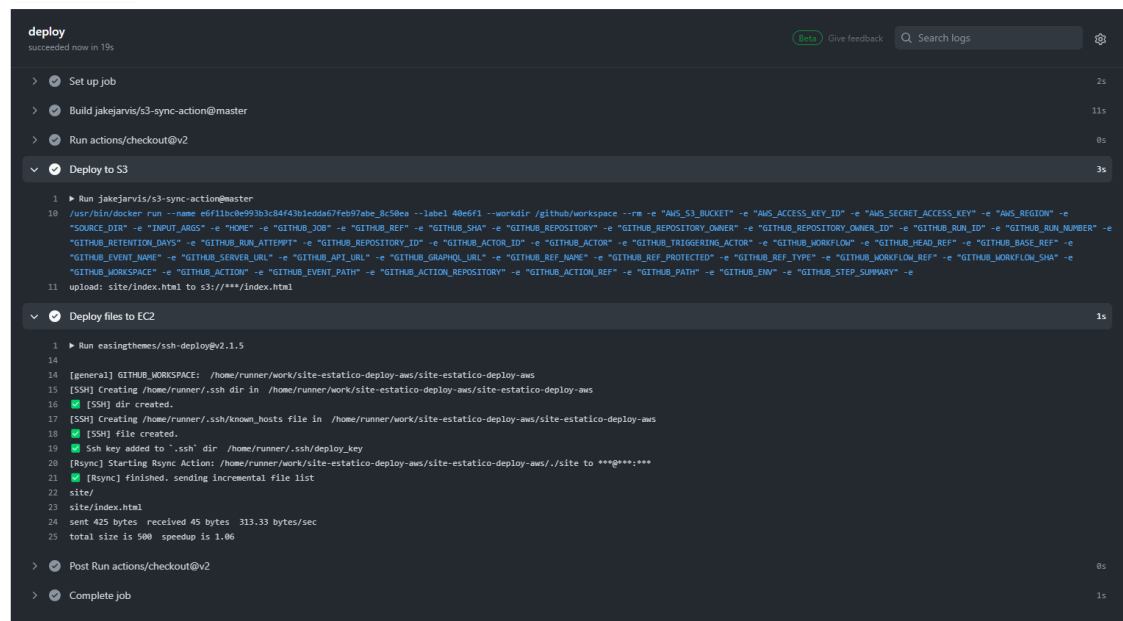 deploy
succeeded now in 19s
Beta Give feedback
Search logs
Set up job 2s
Build jakejarvis/s3-sync-action@master 11s
Run actions/checkout@v2 0s
Deploy to S3 3s
1 ▶ Run jakejarvis/s3-sync-action@master
10 /usr/bin/docker run --name e6f11bc0e993b3c84f43b1edda67feb97abe_8c50ea --label 40e6f1 --workdir /github/workspace --rm -e "AWS_S3_BUCKET" -e "AWS_ACCESS_KEY_ID" -e "AWS_SECRET_ACCESS_KEY" -e "AWS_REGION" -e
"SOURCE_DIR" -e "INPUT_ARGS" -e "HOME" -e "GITHUB_JOB" -e "GITHUB_REF" -e "GITHUB_SHA" -e "GITHUB_REPOSITORY" -e "GITHUB_REPOSITORY_OWNER" -e "GITHUB_REPOSITORY_OWNER_ID" -e "GITHUB_RUN_ID" -e "GITHUB_RUN_NUMBER" -e
"GITHUB_RETENTION_DAYS" -e "GITHUB_RUN_ATTEMPT" -e "GITHUB_REPOSITORY_ID" -e "GITHUB_ACTOR_ID" -e "GITHUB_ACTOR" -e "GITHUB_TRIGGERING_ACTOR" -e "GITHUB_WORKFLOW" -e "GITHUB_HEAD_REF" -e "GITHUB_BASE_REF" -e
"GITHUB_EVENT_NAME" -e "GITHUB_SERVER_URL" -e "GITHUB_API_URL" -e "GITHUB_GRAPHQL_URL" -e "GITHUB_REF_NAME" -e "GITHUB_REF_PROTECTED" -e "GITHUB_REF_TYPE" -e "GITHUB_WORKFLOW_REF" -e "GITHUB_WORKFLOW_SHA" -e
"GITHUB_WORKSPACE" -e "GITHUB_ACTION" -e "GITHUB_EVENT_PATH" -e "GITHUB_ACTION_REPOSITORY" -e "GITHUB_ACTION_REF" -e "GITHUB_PATH" -e "GITHUB_ENV" -e "GITHUB_STEP_SUMMARY" -e
11 upload: site/index.html to s3://***/index.html
Deploy files to EC2 1s
1 ▶ Run easingthemes/ssh-deploy@v2.1.5
14
14 [general] GITHUB_WORKSPACE: /home/runner/work/site-estatico-deploy-aws/site-estatico-deploy-aws
15 [SSH] Creating /home/runner/.ssh dir in /home/runner/work/site-estatico-deploy-aws/site-estatico-deploy-aws
16 ✅ [SSH] dir created.
17 [SSH] Creating /home/runner/.ssh/known_hosts file in /home/runner/work/site-estatico-deploy-aws/site-estatico-deploy-aws
18 ✅ [SSH] file created.
19 ✅ Ssh key added to `.ssh` dir /home/runner/.ssh/deploy_key
20 [Rsync] Starting Rsync Action: /home/runner/work/site-estatico-deploy-aws/site-estatico-deploy-aws/./site to ***@***:***
21 ✅ [Rsync] finished. sending incremental file list
22 site/
23 site/index.html
24 sent 425 bytes received 45 bytes 313.33 bytes/sec
25 total size is 500 speedup is 1.06
Post Run actions/checkout@v2 0s
Complete job 1s